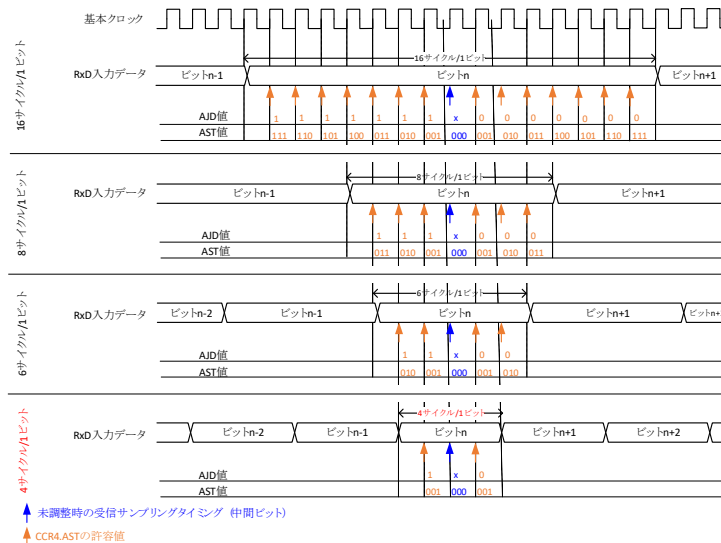 基本クロック
16サイクル/1ビット
16サイクル/1ビット
RxD入力データ
ビットn-1
ビットn
ビットn+1
AJD値
1 1 1 1 1 1 1 x 0 0 0 0 0 0 0
AST値
111 110 101 100 011 010 001 000 001 010 011 100 101 110 111
8サイクル/1ビット
8サイクル/1ビット
RxD入力データ
ビットn-1
ビットn
ビットn+1
AJD値
1 1 1 x 0 0 0
AST値
011 010 001 000 001 010 011
6サイクル/1ビット
6サイクル/1ビット
RxD入力データ
ビットn-2
ビットn-1
ビットn
ビットn+1
ビットn+
AJD値
1 1 x 0 0
AST値
010 001 000 001 010
4サイクル/1ビット
4サイクル/1ビット
RxD入力データ
ビットn-2
ビットn-1
ビットn
ビットn+1
ビットn+2
AJD値
1 x 0
AST値
001 000 001
未調整時の受信サンプリングタイミング (中間ビット)
CCR4.ASTの許容値